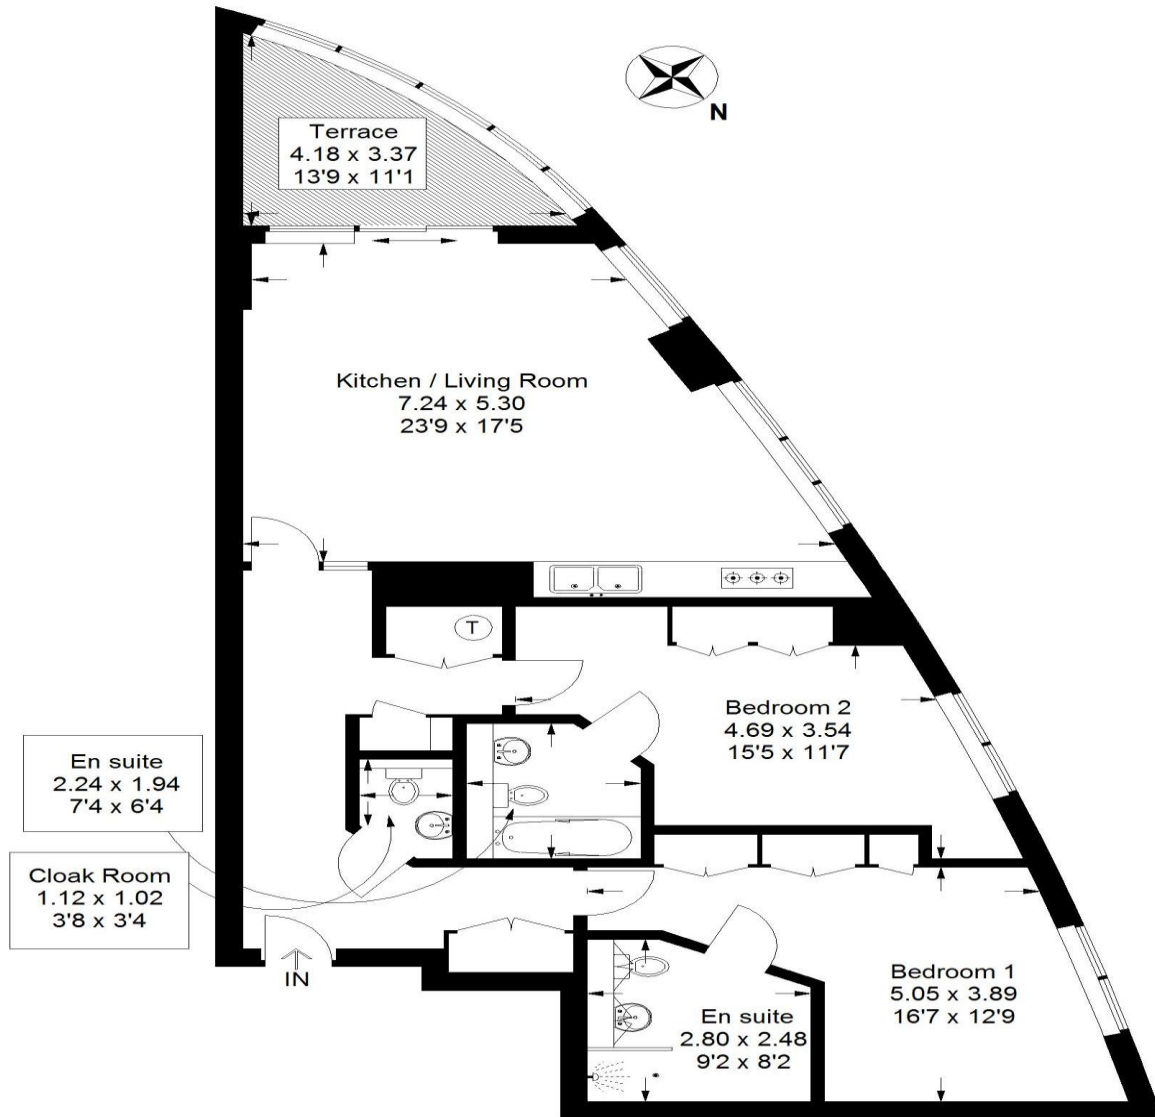 N
Terrace
4.18 x 3.37
13'9 x 11'1
Kitchen / Living Room
7.24 x 5.30
23'9 x 17'5
T
Bedroom 2
4.69 x 3.54
15'5 x 11'7
En suite
2.24 x 1.94
7'4 x 6'4
Cloak Room
1.12 x 1.02
3'8 x 3'4
IN
Bedroom 1
5.05 x 3.89
16'7 x 12'9
En suite
2.80 x 2.48
9'2 x 8'2